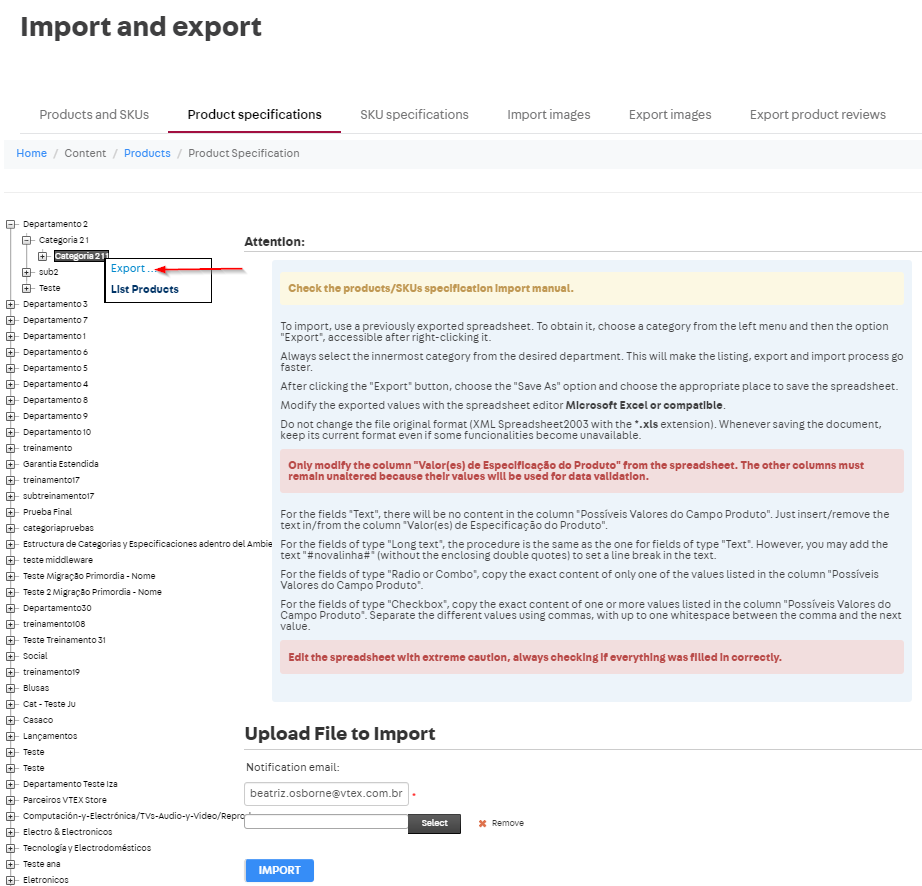 Import and export
Products and SKUs
Product specifications
SKU specifications
Import images
Export images
Export product reviews
Home / Content / Products / Product Specification
Departamento 2
Categoria 2 1
Categoria 2 1 1
Export ...
List Products
sub2
Teste
Departamento 3
Departamento 7
Departamento 1
Departamento 6
Departamento 5
Departamento 4
Departamento 8
Departamento 9
Departamento 10
treinamento
Garantia Estendida
treinamento17
subtreinamento17
Prueba Final
categoriapruebas
Estructura de Categorias y Especificaciones adentro del Ambie
teste middleware
Teste Migração Primordia - Nome
Teste 2 Migração Primordia - Nome
Departamento30
treinamento108
Teste Treinamento 31
Social
treinamento19
Blusas
Cat - Teste Ju
Casaco
Lançamentos
Teste
Teste
Departamento Teste Iza
Parceiros VTEX Store
Computación-y-Electrónica/TVs-Audio-y-Video/Reprod
Electro & Electronicos
Tecnología y Electrodomésticos
Teste ana
Eletronicos
Attention:
Check the products/SKUs specification import manual.
To import, use a previously exported spreadsheet. To obtain it, choose a category from the left menu and then the option
"Export", accessible after right-clicking it.
Always select the innermost category from the desired department. This will make the listing, export and import process go
faster.
After clicking the "Export" button, choose the "Save As" option and choose the appropriate place to save the spreadsheet.
Modify the exported values with the spreadsheet editor Microsoft Excel or compatible.
Do not change the file original format (XML Spreadsheet2003 with the *.xls extension). Whenever saving the document,
keep its current format even if some funcionalities become unavailable.
Only modify the column "Valor(es) de Especificação do Produto" from the spreadsheet. The other columns must
remain unaltered because their values will be used for data validation.
For the fields "Text", there will be no content in the column "Possíveis Valores do Campo Produto". Just insert/remove the
text in/from the column "Valor(es) de Especificação do Produto".
For the fields of type "Long text", the procedure is the same as the one for fields of type "Text". However, you may add the
text "#novalinha#" (without the enclosing double quotes) to set a line break in the text.
For the fields of type "Radio or Combo", copy the exact content of only one of the values listed in the column "Possíveis
Valores do Campo Produto".
For the fields of type "Checkbox", copy the exact content of one or more values listed in the column "Possíveis Valores do
Campo Produto". Separate the different values using commas, with up to one whitespace between the comma and the next
value.
Edit the spreadsheet with extreme caution, always checking if everything was filled in correctly.
Upload File to Import
Notification email:
beatriz.osborne@vtex.com.br *
Select
Remove
IMPORT